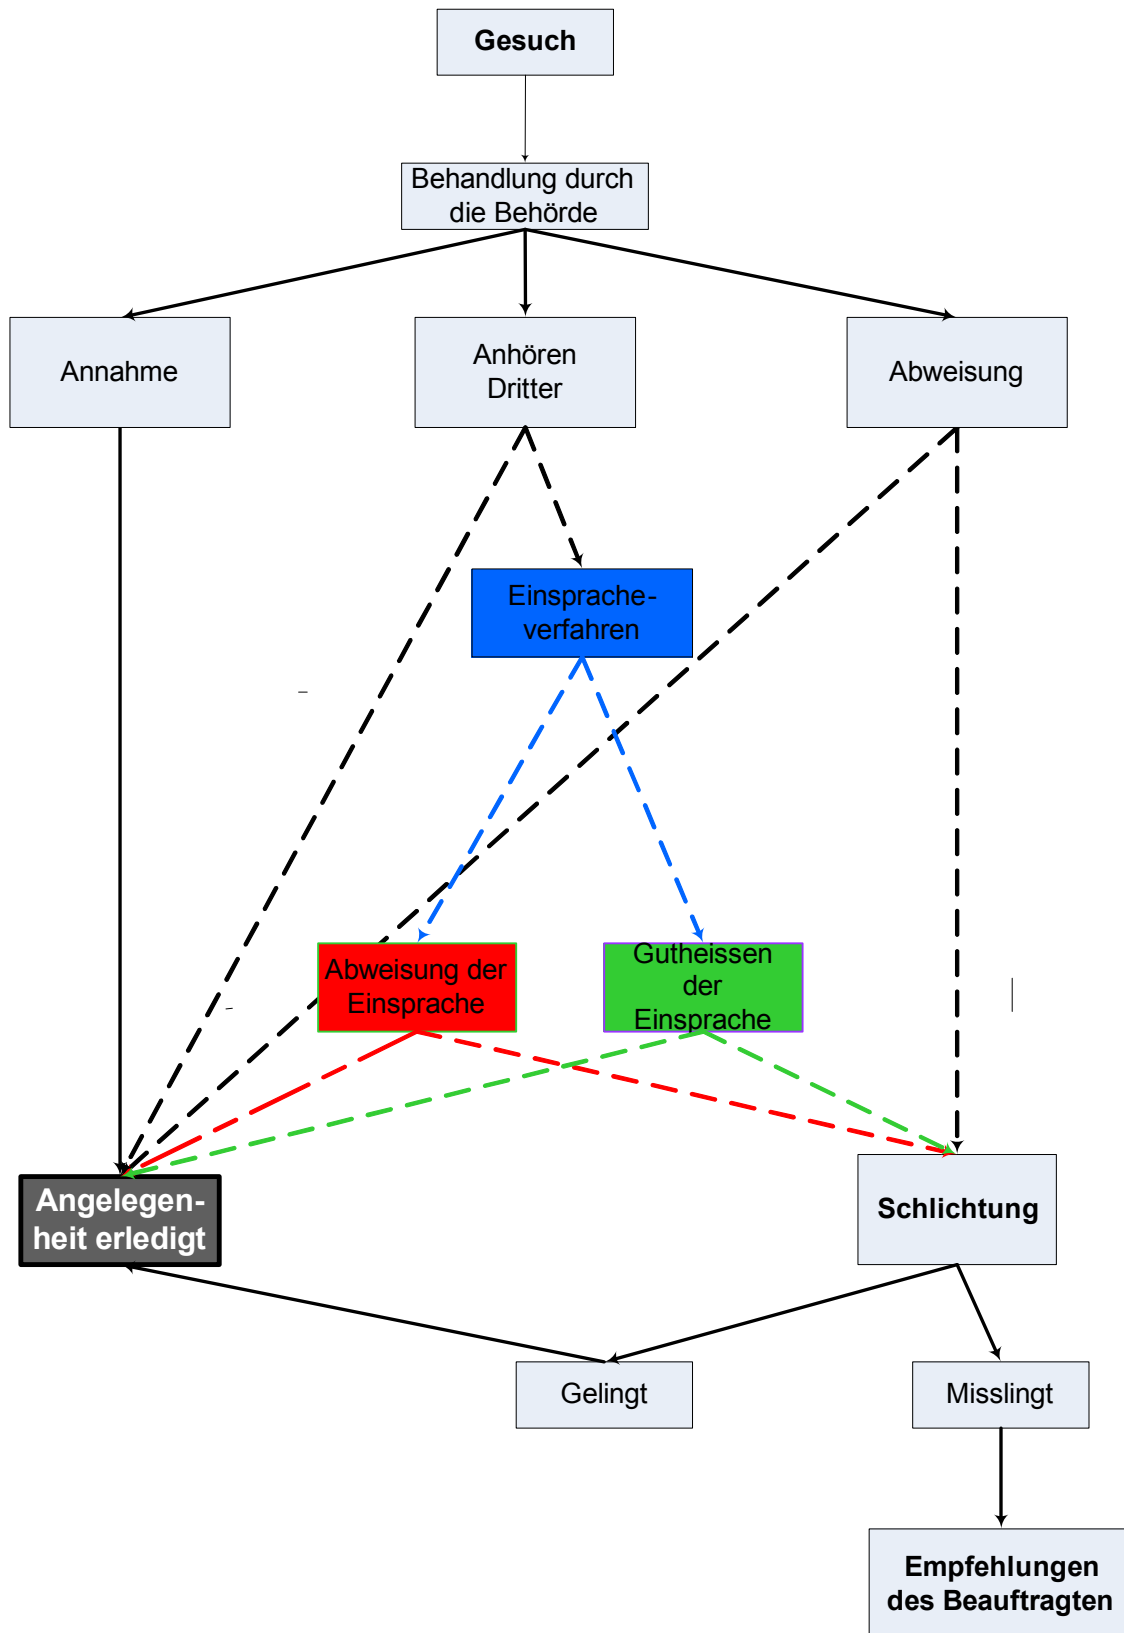 Gesuch
Behandlung durch
die Behörde
Annahme
Anhören
Dritter
Abweisung
Einsprache-
verfahren
Abweisung der
Einsprache
Gutheissen
der
Einsprache
Angelegen-
heit erledigt
Schlichtung
Gelingt
Misslingt
Empfehlungen
des Beauftragten